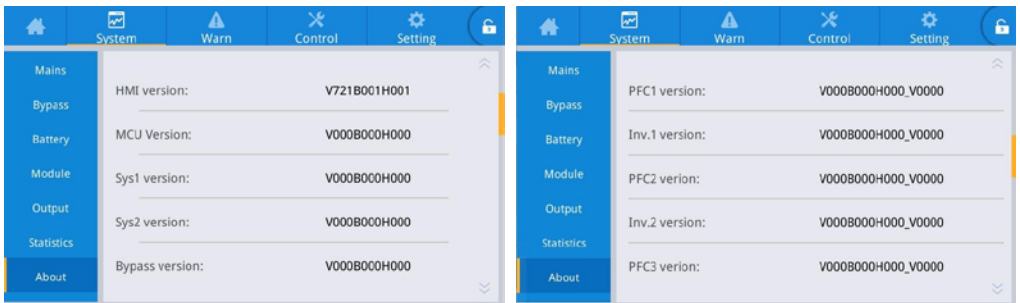 System
Warn
Control
Setting
Mains
Bypass
Battery
Module
Output
Statistics
About
HMI version: V721B001H001
MCU Version: V000B000H000
Sys1 version: V000B000H000
Sys2 version: V000B000H000
Bypass version: V000B000H000
System
Warn
Control
Setting
Mains
Bypass
Battery
Module
Output
Statistics
About
PFC1 version: V000B000H000_V0000
Inv.1 version: V000B000H000_V0000
PFC2 verion: V000B000H000_V0000
Inv.2 version: V000B000H000_V0000
PFC3 verion: V000B000H000_V0000